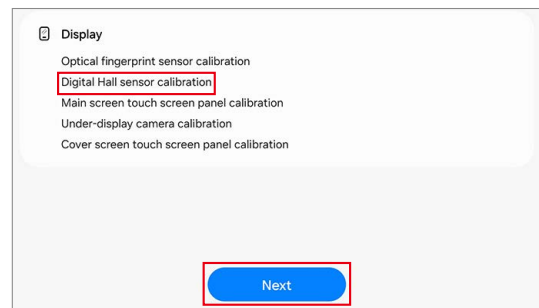 Display
Optical fingerprint sensor calibration
Digital Hall sensor calibration
Main screen touch screen panel calibration
Under-display camera calibration
Cover screen touch screen panel calibration
Next